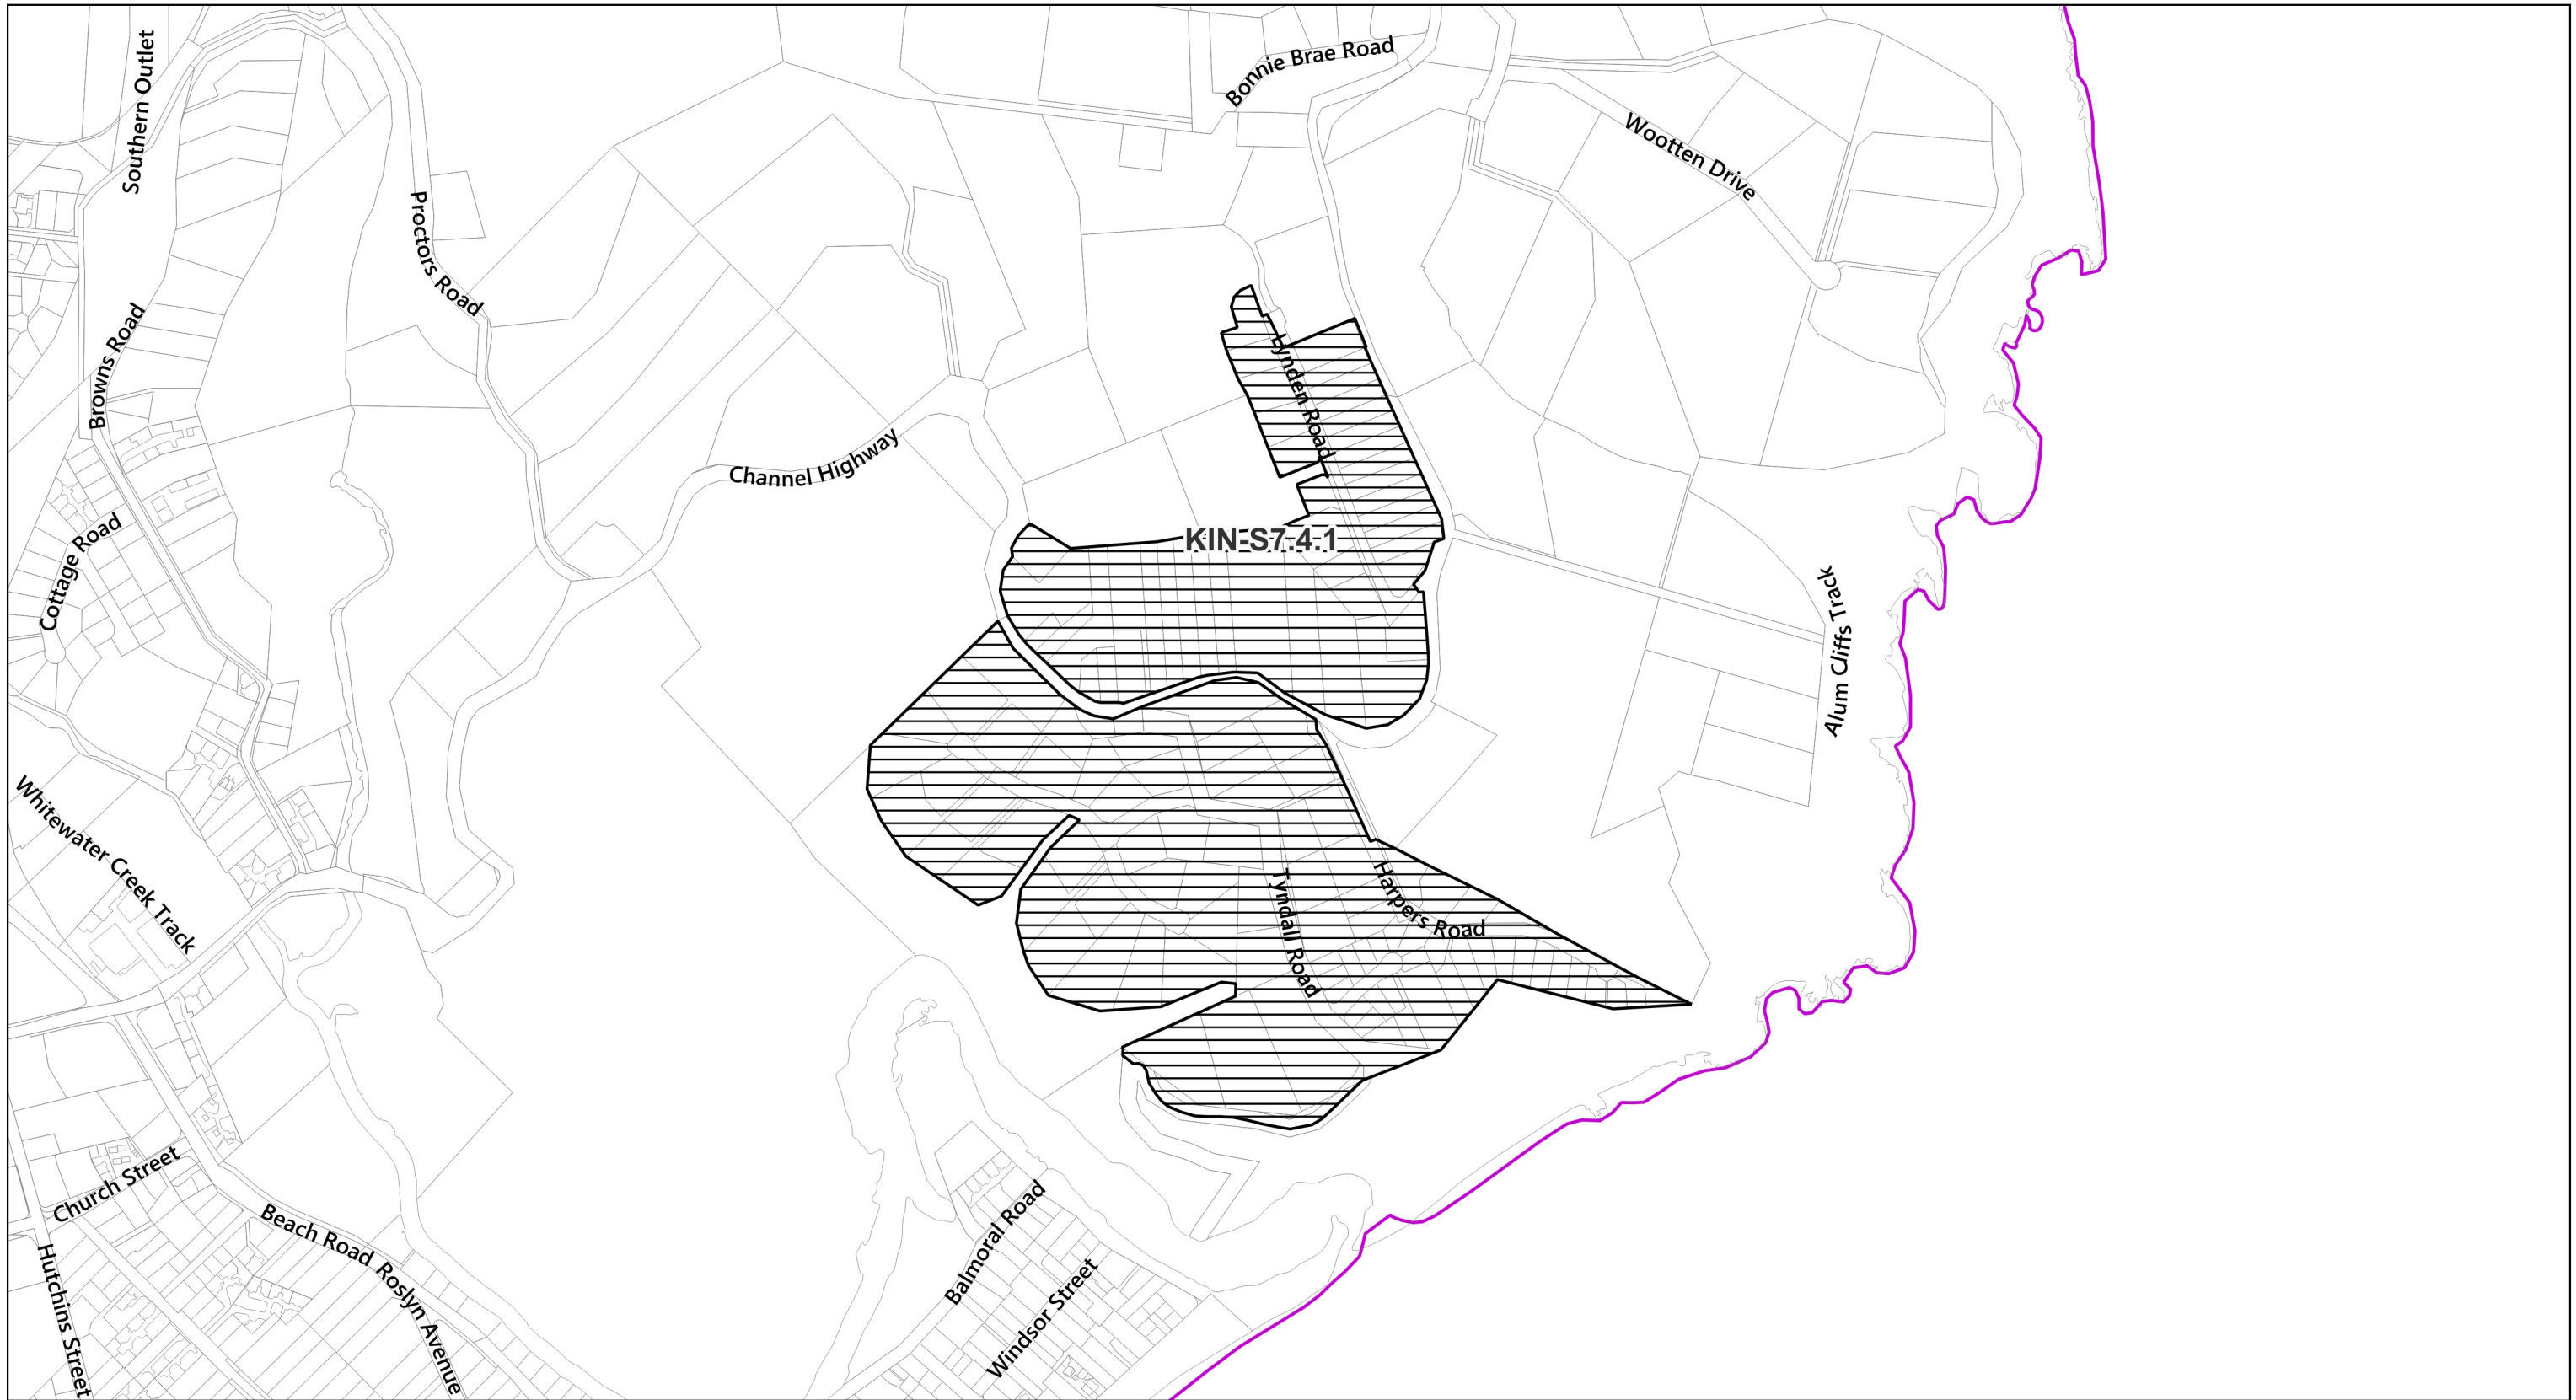 Southern Outlet
Bonnie Brae Road
Wootten Drive
Proctors Road
Browns Road
Lynden Road
Channel Highway
KIN-S7.4.1
Cottage Road
Alum Cliffs Track
Whitewater Creek Track
Harpers Road
Tyndall Road
Church Street
Beach Road
Roslyn Avenue
Balmoral Road
Windsor Street
Hutchins Street